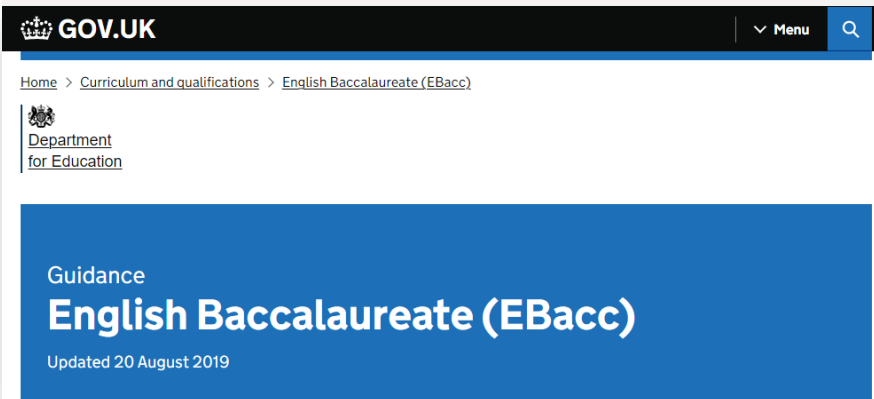 GOV.UK
Menu
Home > Curriculum and qualifications > English Baccalaureate (EBacc)
Department
for Education
Guidance
English Baccalaureate (EBacc)
Updated 20 August 2019